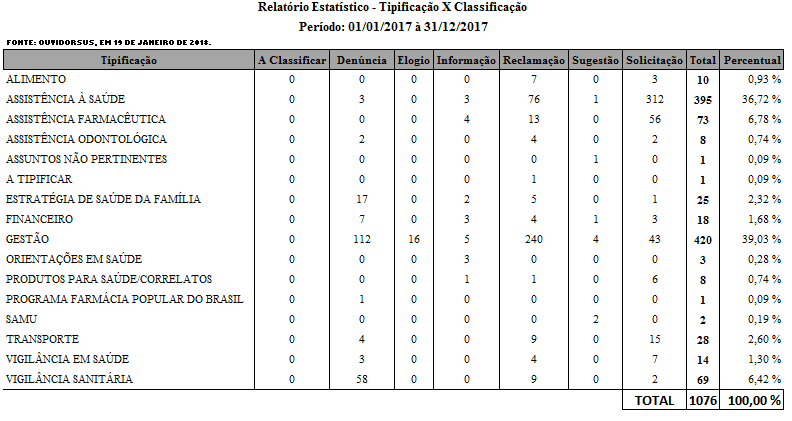 Relatório Estatístico - Tipificação X Classificação
Período: 01/01/2017 à 31/12/2017
FONTE: OUVIDORSUS, EM 19 DE JANEIRO DE 2018.
Tipificação A Classificar Denúncia Elogio Informação Reclamação Sugestão Solicitação Total Percentual
ALIMENTO 0 0 0 0 7 0 3 10 0,93 %
ASSISTÊNCIA À SAÚDE 0 3 0 3 76 1 312 395 36,72 %
ASSISTÊNCIA FARMACÊUTICA 0 0 0 4 13 0 56 73 6,78 %
ASSISTÊNCIA ODONTOLÓGICA 0 2 0 0 4 0 2 8 0,74 %
ASSUNTOS NÃO PERTINENTES 0 0 0 0 0 1 0 1 0,09 %
A TIPIFICAR 0 0 0 0 1 0 0 1 0,09 %
ESTRATÉGIA DE SAÚDE DA FAMÍLIA 0 17 0 2 5 0 1 25 2,32 %
FINANCEIRO 0 7 0 3 4 1 3 18 1,68 %
GESTÃO 0 112 16 5 240 4 43 420 39,03 %
ORIENTAÇÕES EM SAÚDE 0 0 0 3 0 0 0 3 0,28 %
PRODUTOS PARA SAÚDE/CORRELATOS 0 0 0 1 1 0 6 8 0,74 %
PROGRAMA FARMÁCIA POPULAR DO BRASIL 0 1 0 0 0 0 0 1 0,09 %
SAMU 0 0 0 0 0 2 0 2 0,19 %
TRANSPORTE 0 4 0 0 9 0 15 28 2,60 %
VIGILÂNCIA EM SAÚDE 0 3 0 0 4 0 7 14 1,30 %
VIGILÂNCIA SANITÁRIA 0 58 0 0 9 0 2 69 6,42 %
TOTAL 1076 100,00 %